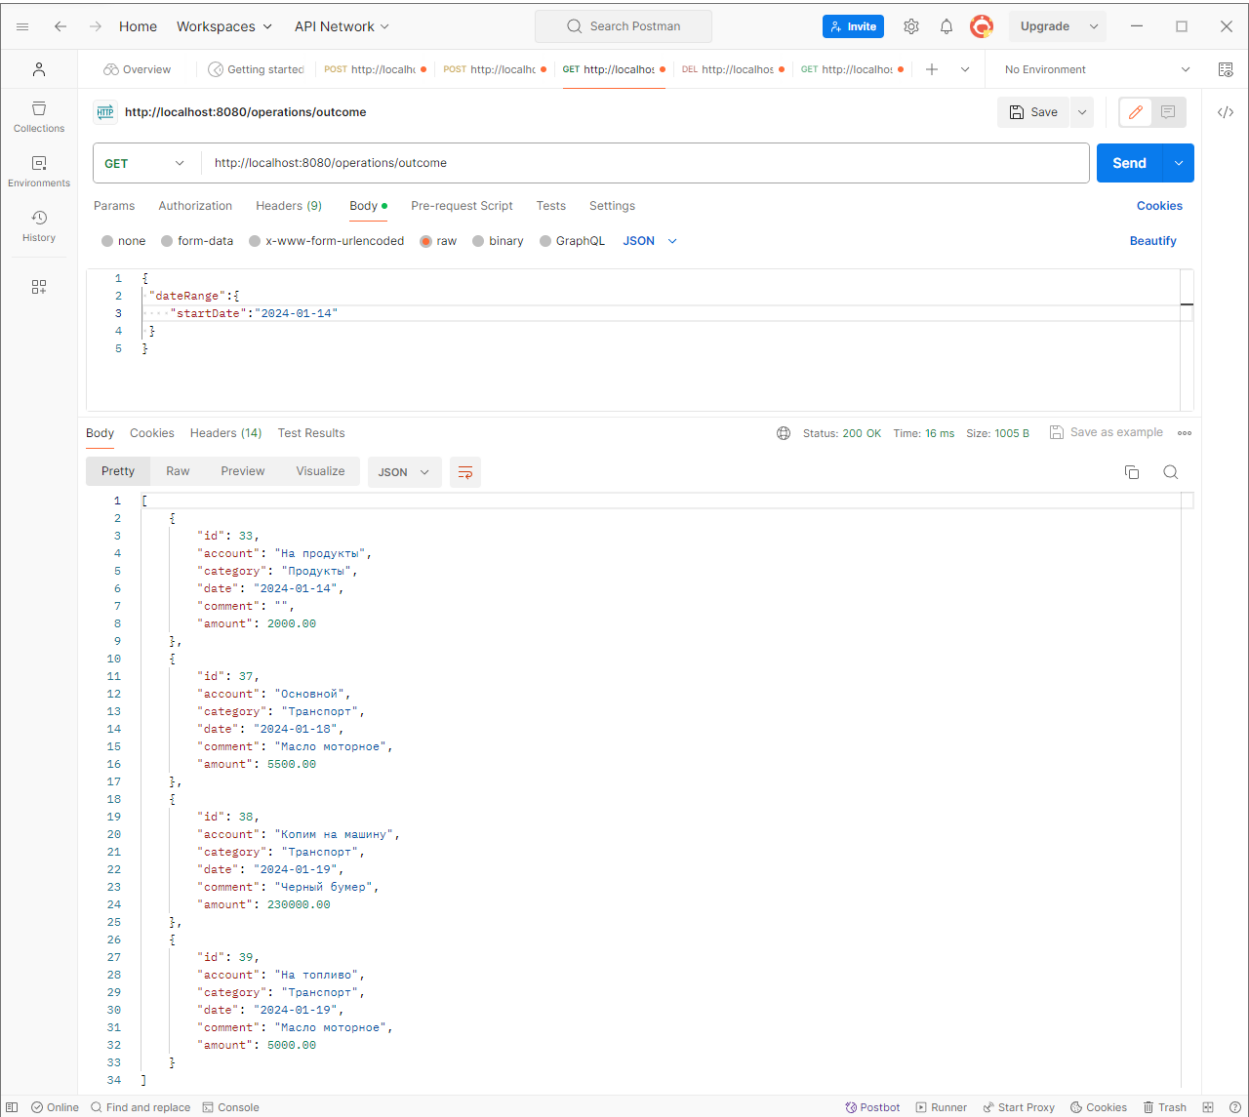 Home Workspaces API Network Search Postman Invite Upgrade
Overview Getting started POST http://localhc POST http://localhc GET http://localhos DEL http://localhos GET http://localhos No Environment
HTTP http://localhost:8080/operations/outcome Save
Collections
GET http://localhost:8080/operations/outcome Send
Environments
Params Authorization Headers (9) Body Pre-request Script Tests Settings Cookies
History
none form-data x-www-form-urlencoded raw binary GraphQL JSON Beautify
1 {
2 "dateRange":{
3 "startDate":"2024-01-14"
4 }
5 }
Body Cookies Headers (14) Test Results Status: 200 OK Time: 16 ms Size: 1005 B Save as example
Pretty Raw Preview Visualize JSON
1 [
2 {
3 "id": 33,
4 "account": "На продукты",
5 "category": "Продукты",
6 "date": "2024-01-14",
7 "comment": "",
8 "amount": 2000.00
9 },
10 {
11 "id": 37,
12 "account": "Основной",
13 "category": "Транспорт",
14 "date": "2024-01-18",
15 "comment": "Масло моторное",
16 "amount": 5500.00
17 },
18 {
19 "id": 38,
20 "account": "Копим на машину",
21 "category": "Транспорт",
22 "date": "2024-01-19",
23 "comment": "Черный бумер",
24 "amount": 230000.00
25 },
26 {
27 "id": 39,
28 "account": "На топливо",
29 "category": "Транспорт",
30 "date": "2024-01-19",
31 "comment": "Масло моторное",
32 "amount": 5000.00
33 }
34 ]
Online Find and replace Console Postbot Runner Start Proxy Cookies Trash